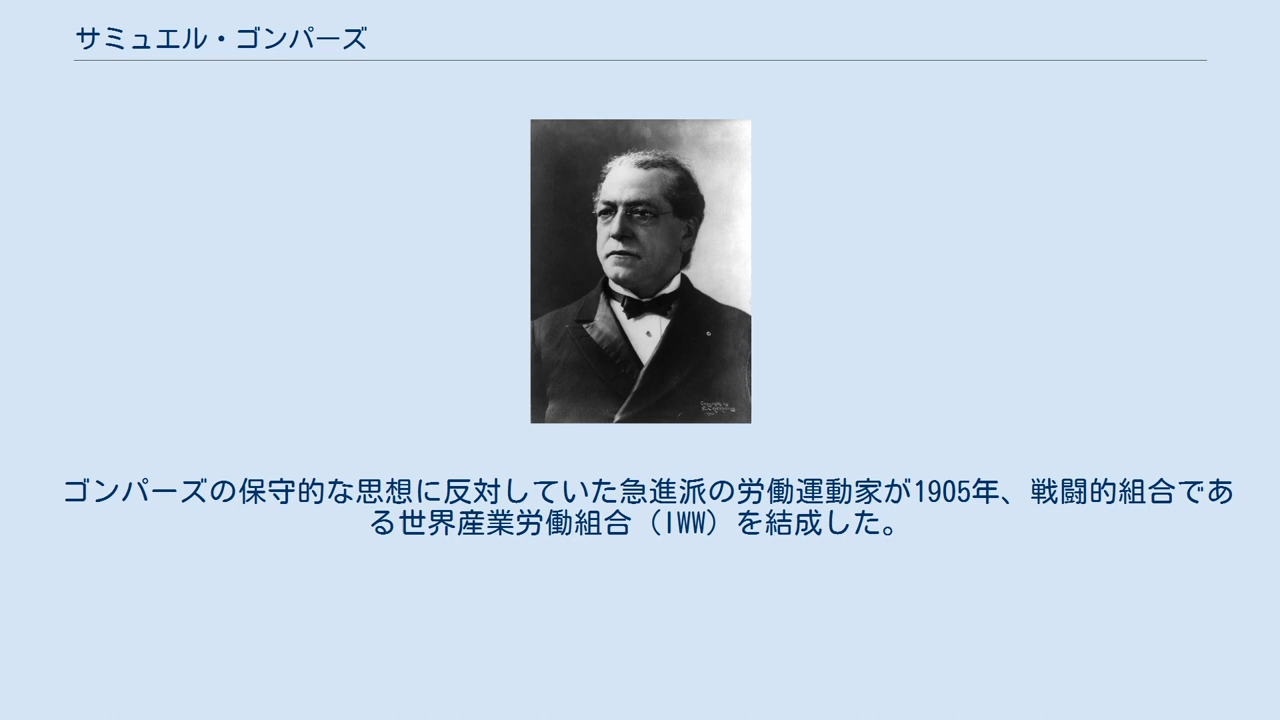 サミュエル・ゴンパーズ
ゴンパーズの保守的な思想に反対していた急進派の労働運動家が1905年、戦闘的組合であ
る世界産業労働組合（IWW）を結成した。